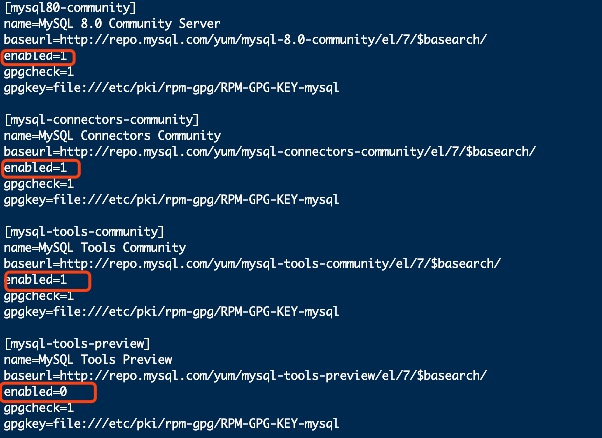 [mysql80-community]
name=MySQL 8.0 Community Server
baseurl=http://repo.mysql.com/yum/mysql-8.0-community/el/7/$basearch/
enabled=1
gpgcheck=1
gpgkey=file:///etc/pki/rpm-gpg/RPM-GPG-KEY-mysql
[mysql-connectors-community]
name=MySQL Connectors Community
baseurl=http://repo.mysql.com/yum/mysql-connectors-community/el/7/$basearch/
enabled=1
gpgcheck=1
gpgkey=file:///etc/pki/rpm-gpg/RPM-GPG-KEY-mysql
[mysql-tools-community]
name=MySQL Tools Community
baseurl=http://repo.mysql.com/yum/mysql-tools-community/el/7/$basearch/
enabled=1
gpgcheck=1
gpgkey=file:///etc/pki/rpm-gpg/RPM-GPG-KEY-mysql
[mysql-tools-preview]
name=MySQL Tools Preview
baseurl=http://repo.mysql.com/yum/mysql-tools-preview/el/7/$basearch/
enabled=0
gpgcheck=1
gpgkey=file:///etc/pki/rpm-gpg/RPM-GPG-KEY-mysql